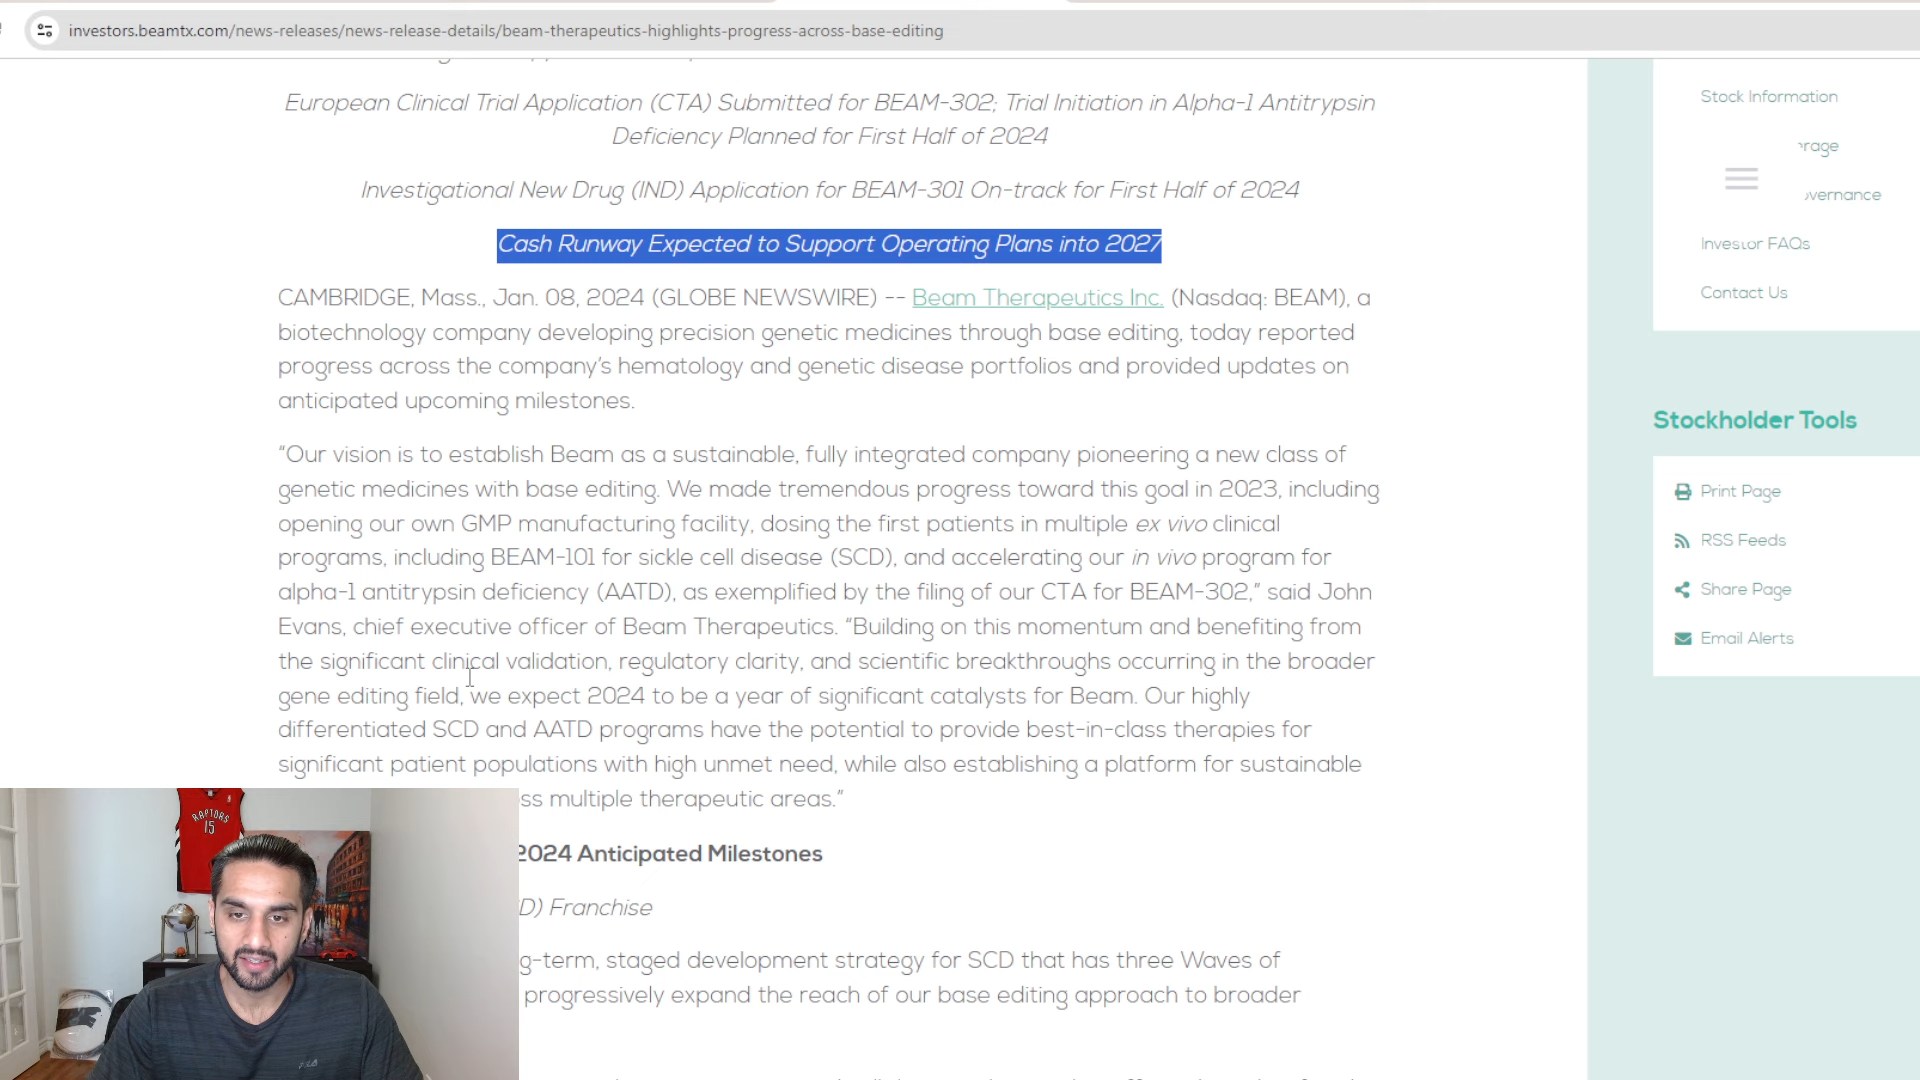 investors.beamtx.com/news-releases/news-release-details/beam-therapeutics-highlights-progress-across-base-editing
European Clinical Trial Application (CTA) Submitted for BEAM-302; Trial Initiation in Alpha-1 Antitrypsin
Deficiency Planned for First Half of 2024
Investigational New Drug (IND) Application for BEAM-301 On-track for First Half of 2024
Cash Runway Expected to Support Operating Plans into 2027
CAMBRIDGE, Mass., Jan. 08, 2024 (GLOBE NEWSWIRE) -- Beam Therapeutics Inc. (Nasdaq: BEAM), a
biotechnology company developing precision genetic medicines through base editing, today reported
progress across the company’s hematology and genetic disease portfolios and provided updates on
anticipated upcoming milestones.
“Our vision is to establish Beam as a sustainable, fully integrated company pioneering a new class of
genetic medicines with base editing. We made tremendous progress toward this goal in 2023, including
opening our own GMP manufacturing facility, dosing the first patients in multiple ex vivo clinical
programs, including BEAM-101 for sickle cell disease (SCD), and accelerating our in vivo program for
alpha-1 antitrypsin deficiency (AATD), as exemplified by the filing of our CTA for BEAM-302,” said John
Evans, chief executive officer of Beam Therapeutics. “Building on this momentum and benefiting from
the significant clinical validation, regulatory clarity, and scientific breakthroughs occurring in the broader
gene editing field, we expect 2024 to be a year of significant catalysts for Beam. Our highly
differentiated SCD and AATD programs have the potential to provide best-in-class therapies for
significant patient populations with high unmet need, while also establishing a platform for sustainable
ss multiple therapeutic areas.”
2024 Anticipated Milestones
D) Franchise
g-term, staged development strategy for SCD that has three Waves of
progressively expand the reach of our base editing approach to broader
Stock Information
rage
vernance
Investor FAQs
Contact Us
Stockholder Tools
Print Page
RSS Feeds
Share Page
Email Alerts
RAPTORS
15